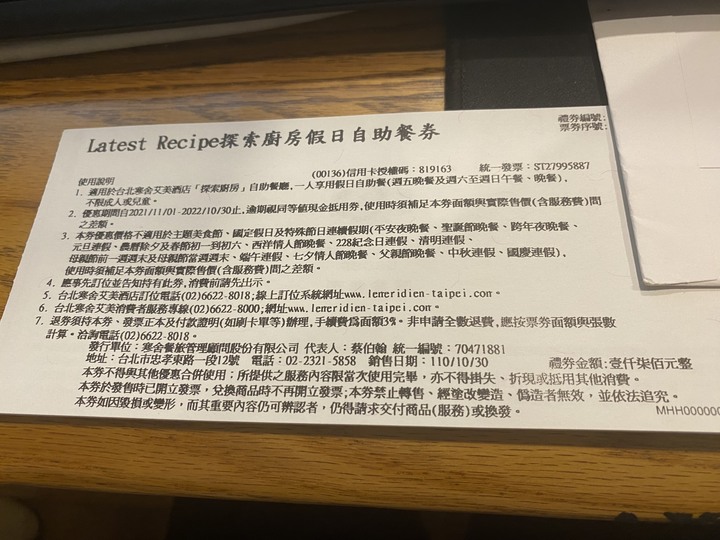 禮券編號:
Latest Recipe探索廚房假日自助餐券
票券序號:
(00136)信用卡授權碼:819163 統一發票:ST27995887
使用說明
1. 適用於台北寒舍艾美酒店「探索廚房」自助餐廳,一人享用假日自助餐(週五晚餐及週六至週日午餐、晚餐),
不限成人或兒童。
2. 優惠期間自2021/11/01-2022/10/30止,逾期視同等值現金抵用券,使用時須補足本券面額與實際售價(含服務費)間
之差額。
3. 本券優惠價格不適用於主題美食節、國定假日及特殊節日連續假期(不安夜晚餐、聖誕節晚餐、跨年夜晚餐、
元旦連假、農曆除夕及春節初一到初六、西洋情人節晚餐、228紀念日連假、清明連假、
母親節前一週週末及母親節當週週末、端午連假、七夕情人節晚餐、父親節晚餐、中秋連假、國慶連假),
使用時須補足本券面額與實際售價(含服務費)間之差額。
4. 應事先訂位並告知持有此券,消費前請先出示。
5. 台北寒舍艾美酒店訂位電話(02)6622-8018;線上訂位系統網址www.lemeridien-taipei.com。
6. 台北寒舍艾美消費者服務專線(02)6622-8000;網址www.lemeridien-taipei.com。
7. 退券須持本券、發票正本及付款證明(如刷卡單等)辦理,手續費為面額3%。非申請全數退費,應按票券面額與張數
計算。洽詢電話(02)6622-8018。
發行單位:寒舍餐旅管理顧問股份有限公司 代表人:蔡伯翰 統一編號:70471881
地址:台北市忠孝東路一段12號 電話:02-2321-5858 銷售日期:110/10/30 禮券金額:壹仟柒佰元整
本券不得與其他優惠合併使用;所提供之服務內容限當次使用完畢,亦不得掛失、折現或抵用其他消費。
本券於發售時已開立發票,兌換商品時不再開立發票;本券禁止轉售、經塗改變造、偽造者無效,並依法追究。
本券如因毀損或變形,而其重要內容仍可辨認者,仍得請求交付商品(服務)或換發。
MHH000000